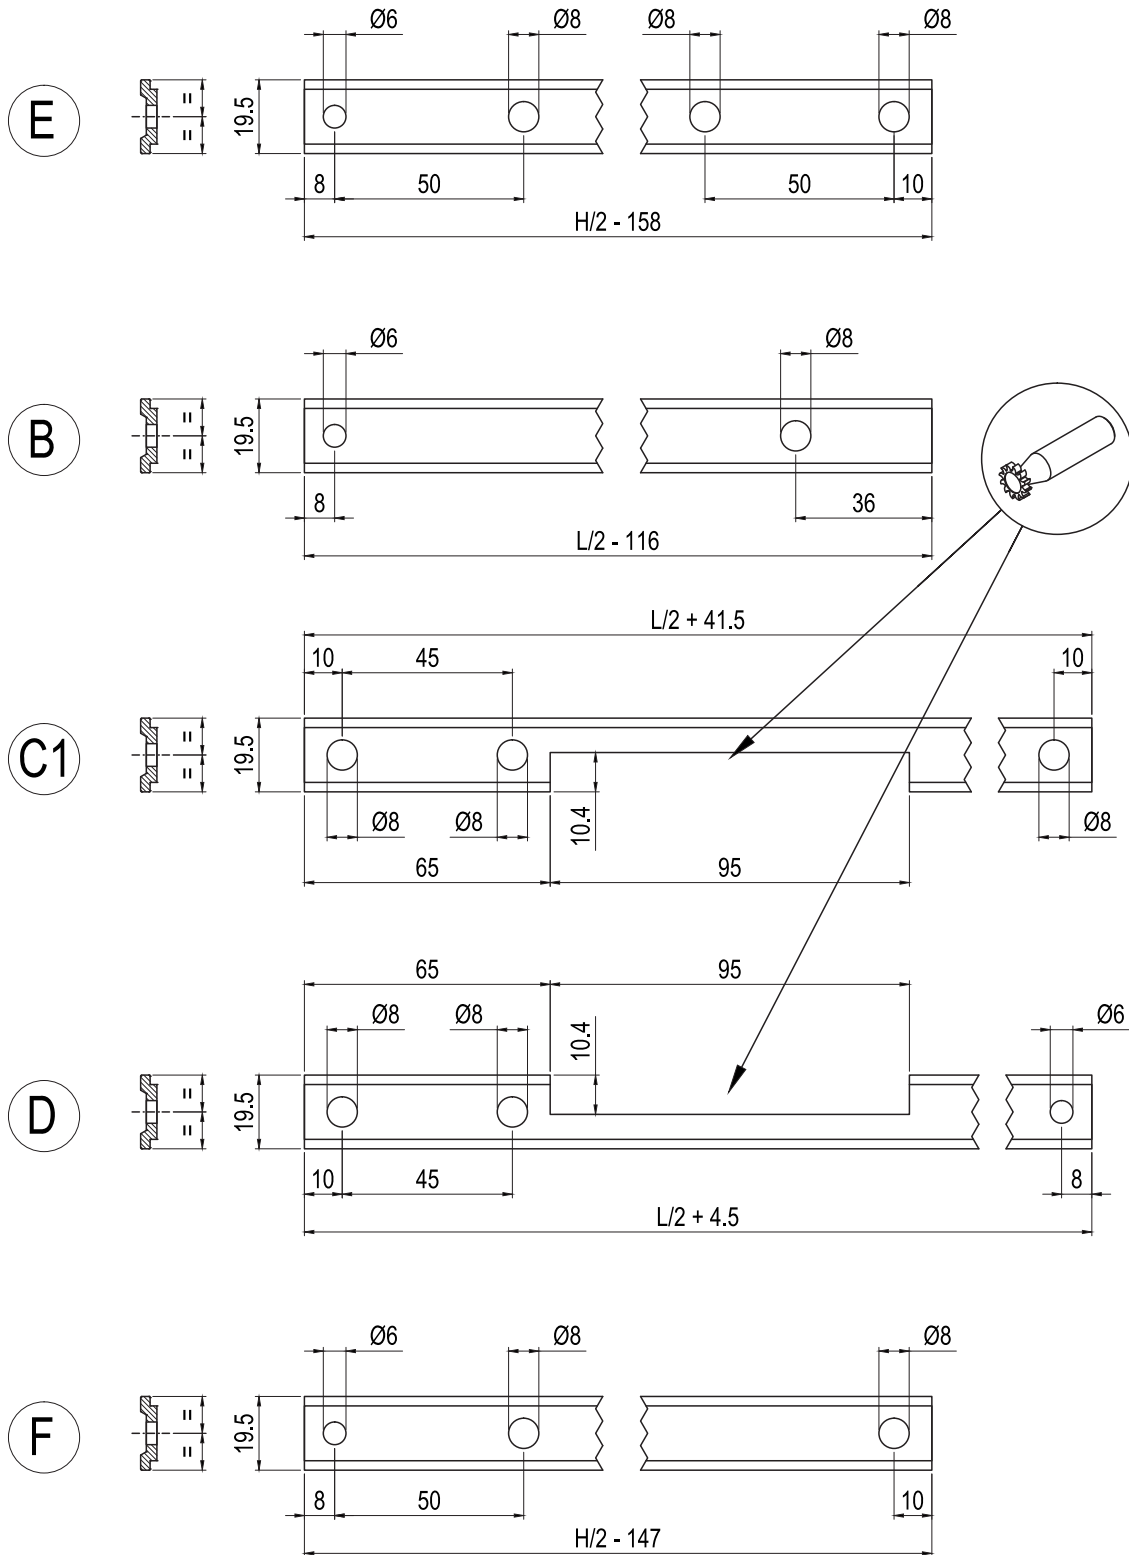 Ø6 Ø8 Ø8 Ø8
E = = 19.5
8 50 50 10
H/2 - 158
Ø6 Ø8
B = = 19.5
8 36
L/2 - 116
L/2 + 41.5
10 45 10
C1 = = 19.5
10.4
Ø8 Ø8 Ø8
65 95
65 95
Ø8 Ø8 10.4 Ø6
D = = 19.5
10 45 8
L/2 + 4.5
Ø6 Ø8 Ø8
F = = 19.5
8 50 10
H/2 - 147